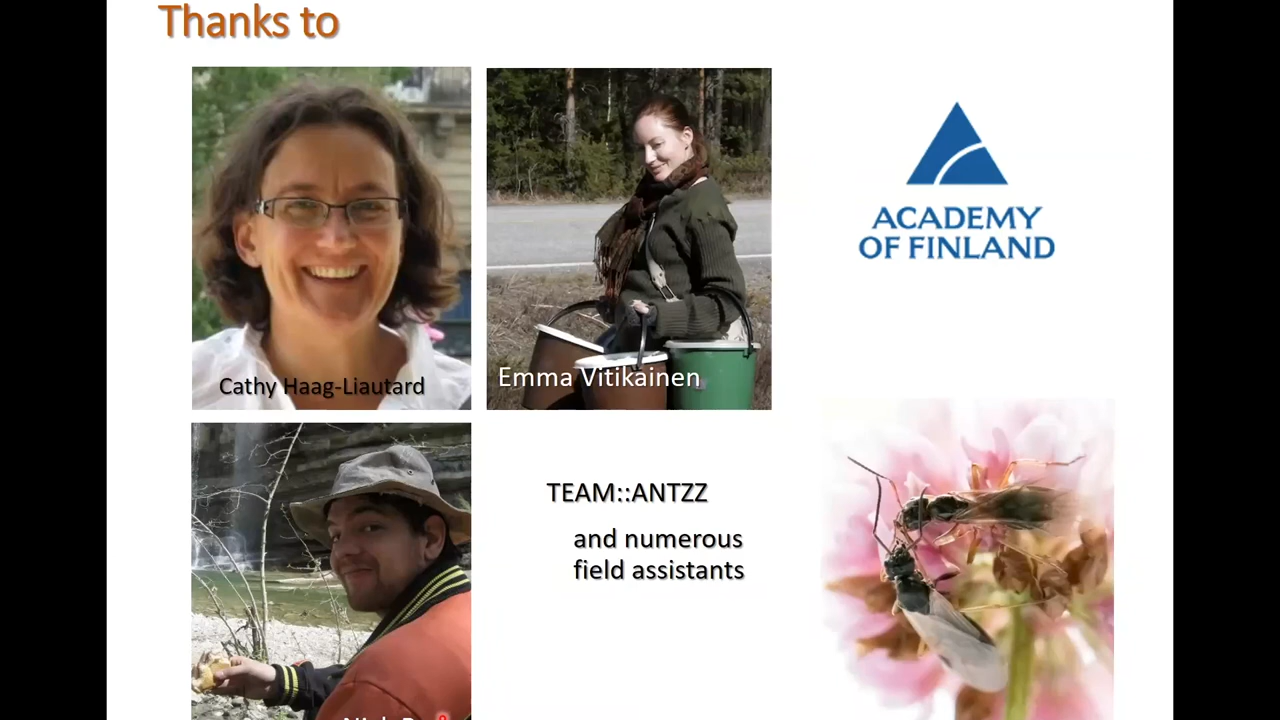 Thanks to
Cathy Haag-Liautard
Emma Vitikainen
ACADEMY
OF FINLAND
TEAM::ANTZZ
and numerous
field assistants